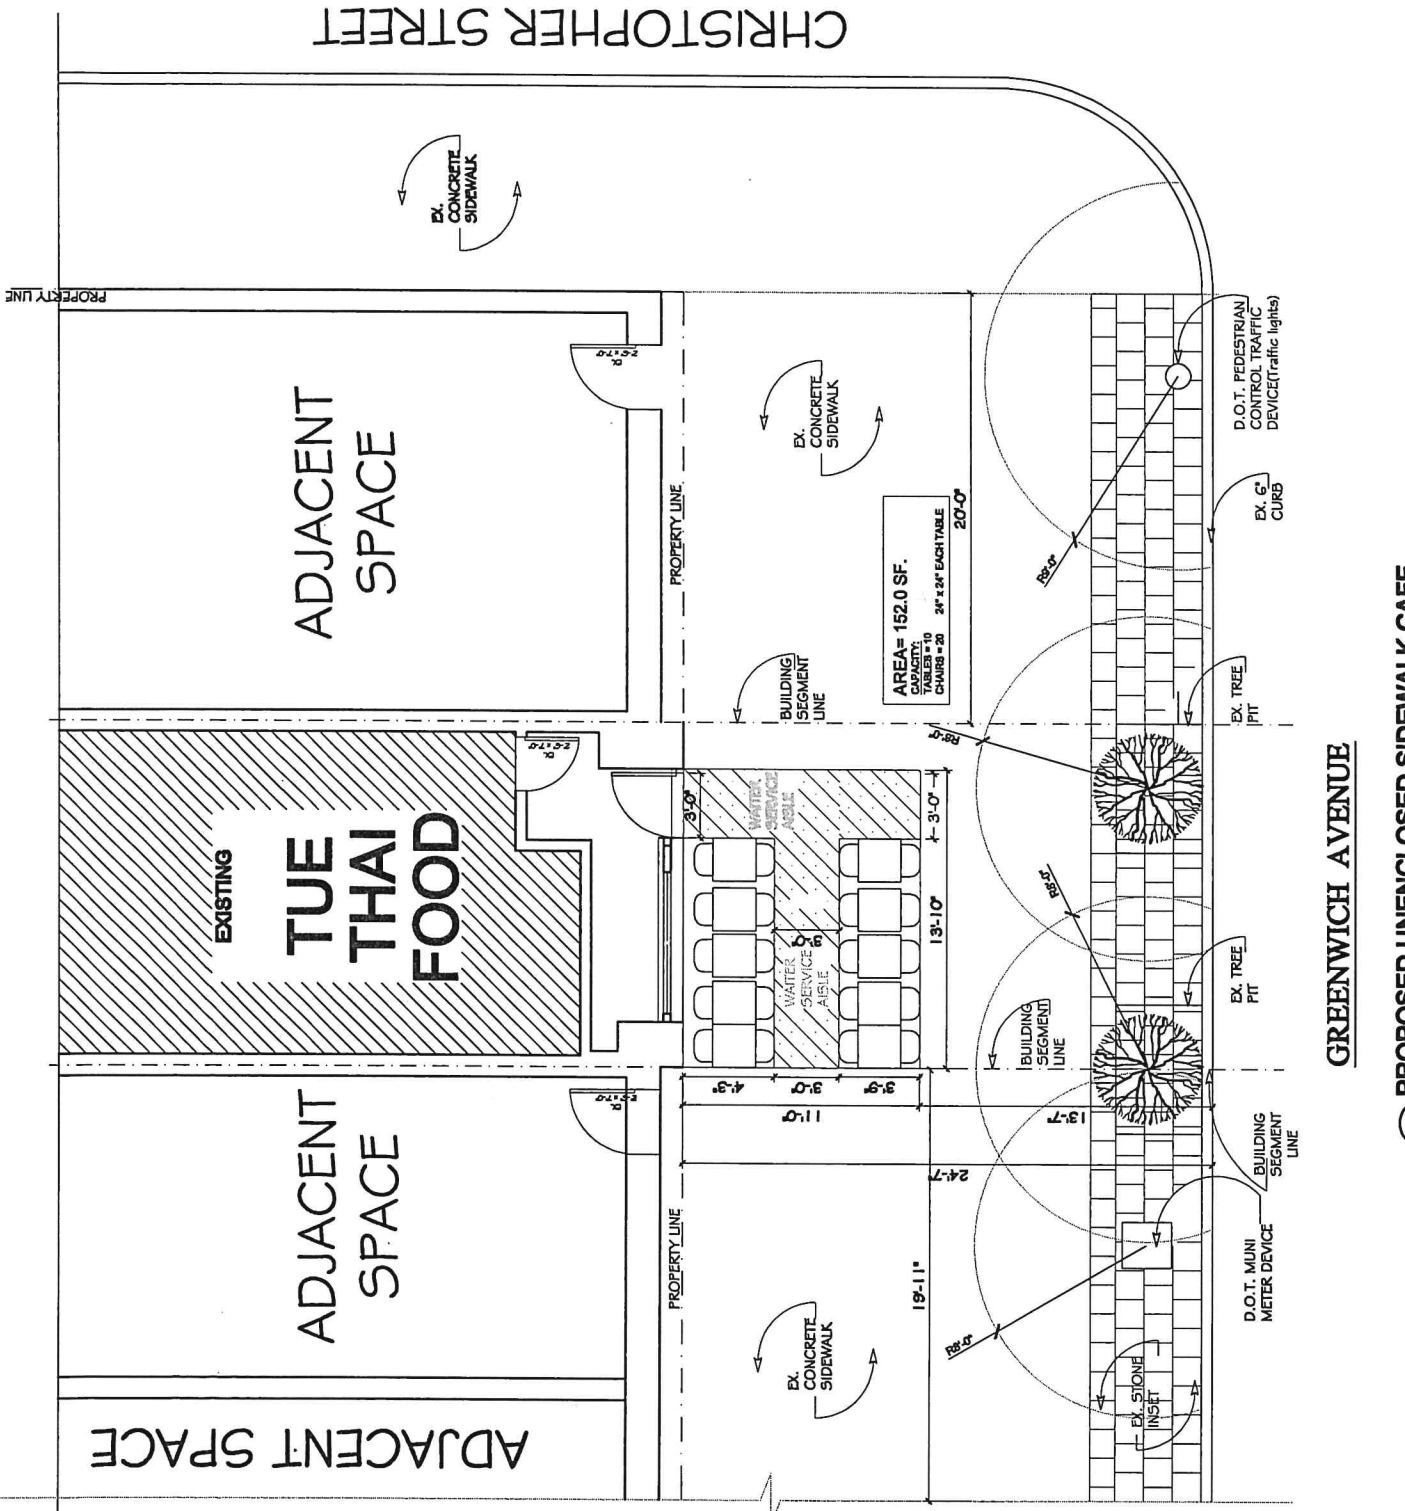 CHRISTOPHER STREET
EX.
CONCRETE
SIDEWALK
PROPERTY LINE
ADJACENT
SPACE
EX.
CONCRETE
SIDEWALK
PROPERTY LINE
D.O.T. PEDESTRIAN
CONTROL TRAFFIC
DEVICE(Traffic lights)
EX. 6"
CURB
AREA= 152.0 SF.
CAPACITY:
TABLES = 10
CHAIRS = 20 24" x 24" EACH TABLE
20'-0"
BUILDING
SEGMENT
LINE
EX. TREE
PIT
EXISTING
TUE
THAI
FOOD
3'-0"
WAITER
SERVICE
AISLE
3'-0"
R8'-0"
13'-10"
3'-0"
WAITER
SERVICE
AISLE
R8'-0"
EX. TREE
PIT
BUILDING
SEGMENT
LINE
4'-3"
3'-0"
3'-9"
11'-0"
13'-7"
24'-7"
ADJACENT
SPACE
PROPERTY LINE
BUILDING
SEGMENT
LINE
D.O.T. MUNI
METER DEVICE
19'-11"
R8'-0"
EX.
CONCRETE
SIDEWALK
EX. STONE
INSET
ADJACENT SPACE
GREENWICH AVENUE
PROPOSED UNENCLOSED SIDEWALK CAFE